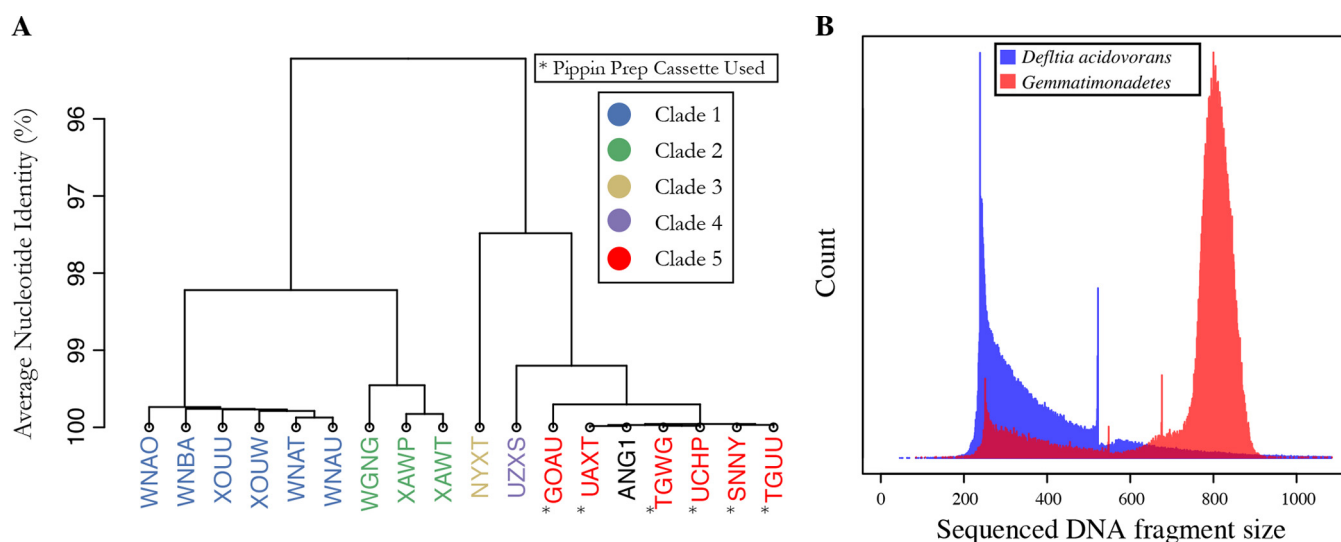 A
B
* Pippin Prep Cassette Used
Clade 1
Clade 2
Clade 3
Clade 4
Clade 5
Average Nucleotide Identity (%)
96
97
98
99
100
WNAO
WNBA
XOUU
XOUW
WNAT
WNAU
WGNG
XAWP
XAWT
NYXT
UZXS
*GOAU
*UAXT
ANG1
*TGWG
*UCHP
*SNNY
*TGUU
Defltia acidovorans
Gemmatimonadetes
Count
0 200 400 600 800 1000
Sequenced DNA fragment size